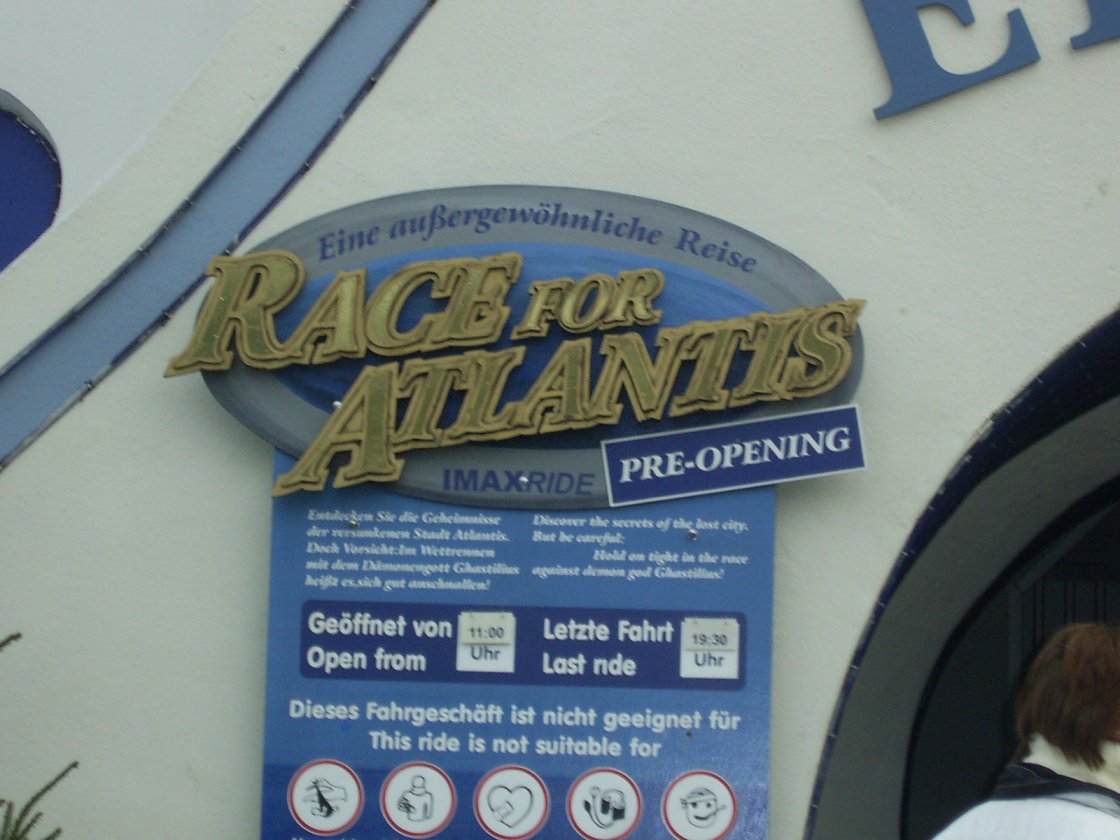 Eine außergewöhnliche Reise
RACE FOR
ATLANTIS
PRE-OPENING
IMAXRIDE
Entdecken Sie die Geheimnisse
der versunkenen Stadt Atlantis.
Doch Vorsicht:Im Wettrennen
mit dem Dämonengott Ghastilius
heißt es,sich gut anschnallen!
Discover the secrets of the lost city.
But be careful:
Hold on tight in the race
against demon god Ghastilius!
Geöffnet von 11:00 Uhr
Open from
Letzte Fahrt 19:30 Uhr
Last ride
Dieses Fahrgeschäft ist nicht geeignet für
This ride is not suitable for